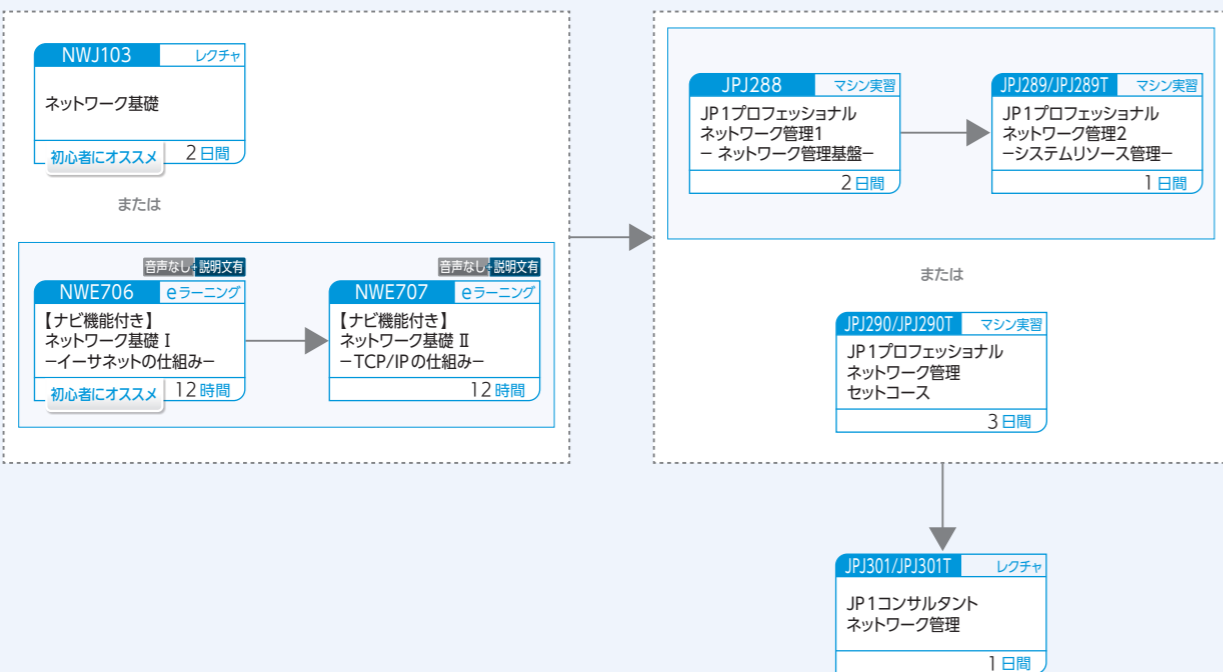 NWJ103 レクチャ
ネットワーク基礎
初心者にオススメ 2日間
または
音声なし+説明文有
NWE706 eラーニング
【ナビ機能付き】
ネットワーク基礎 I
－イーサネットの仕組み－
初心者にオススメ 12時間
音声なし+説明文有
NWE707 eラーニング
【ナビ機能付き】
ネットワーク基礎 II
－TCP/IPの仕組み－
12時間
JPJ288 マシン実習
JP1プロフェッショナル
ネットワーク管理1
－ ネットワーク管理基盤－
2日間
JPJ289/JPJ289T マシン実習
JP1プロフェッショナル
ネットワーク管理2
－システムリソース管理－
1日間
または
JPJ290/JPJ290T マシン実習
JP1プロフェッショナル
ネットワーク管理
セットコース
3日間
JPJ301/JPJ301T レクチャ
JP1コンサルタント
ネットワーク管理
1日間